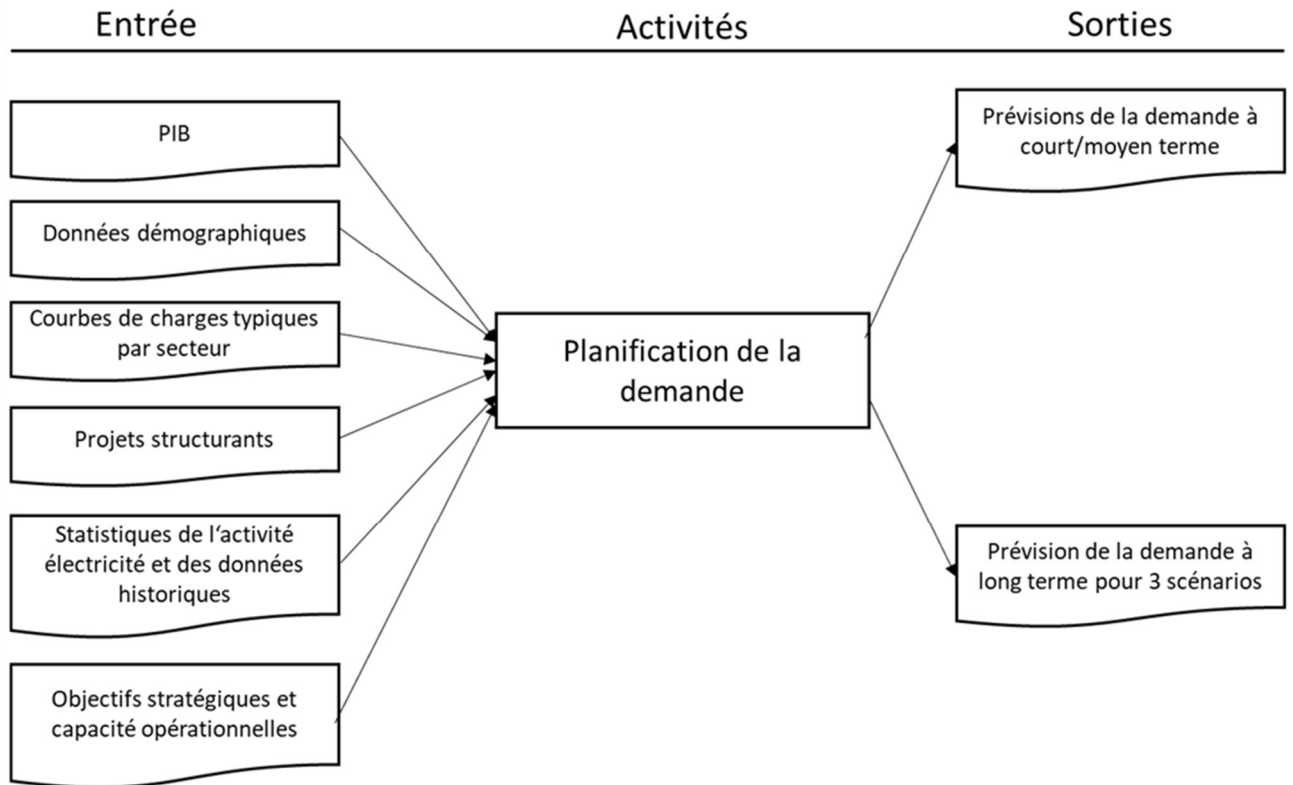 Entrée
Activités
Sorties
PIB
Données démographiques
Courbes de charges typiques
par secteur
Projets structurants
Statistiques de l‘activité
électricité et des données
historiques
Objectifs stratégiques et
capacité opérationnelles
Planification de la
demande
Prévisions de la demande à
court/moyen terme
Prévision de la demande à
long terme pour 3 scénarios